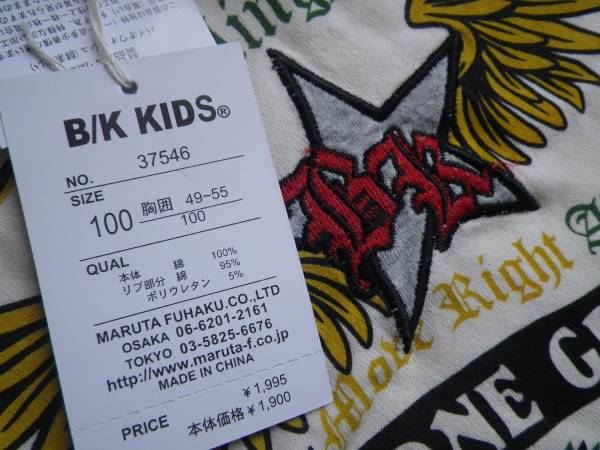 B/K KIDS®
NO. 37546
SIZE
100 胸囲 49-55
100
QUAL
本体 綿 100%
リブ部分 綿 95%
ポリウレタン 5%
MARUTA FUHAKU.CO.,LTD
OSAKA 06-6201-2161
TOKYO 03-5825-6676
http://www.maruta-f.co.jp
MADE IN CHINA
¥1,995
PRICE 本体価格¥1,900
BK
More Right
ONE